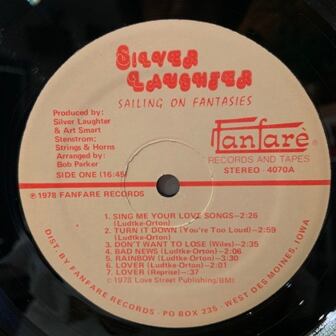 SILVER
LAUGHTER
SAILING ON FANTASIES
Produced by:
Silver Laughter
& Art Smart
Stenstrom:
Strings & Horns
Arranged by:
Bob Parker
SIDE ONE (16:45)
Fanfarè
RECORDS AND TAPES
STEREO - 4070A
℗ 1978 FANFARE RECORDS
1. SING ME YOUR LOVE SONGS-2:26
(Ludtke-Orton)
2. TURN IT DOWN (You're Too Loud)-2:59
(Ludtke-Orton)
3. DON'T WANT TO LOSE (Wiles)-3:35
4. BAD NEWS (Ludtke-Orton)-2:06
5. RAINBOW (Ludtke-Orton)-2:30
6. LOVER (Ludtke-Orton)-2:01
7. LOVER (Reprise)-:37
©1978 Love Street Publishing/BMI
DIST. BY FANFARE RECORDS - PO BOX 235 - WEST DES MOINES, IOWA